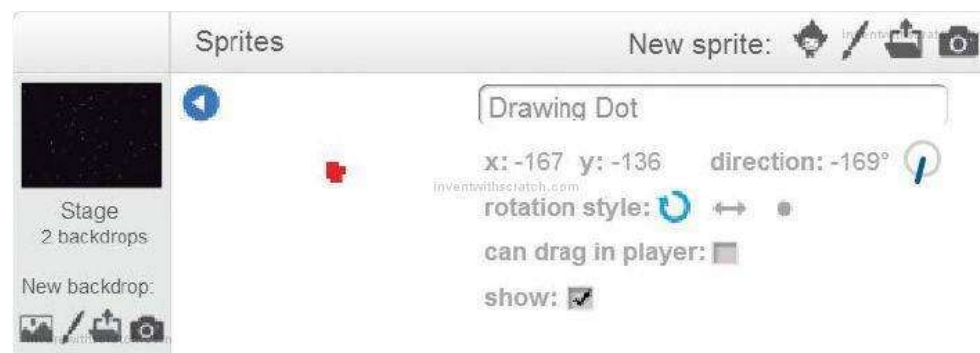 Sprites
New sprite:
Drawing Dot
x: -167 y: -136 direction: -169°
inventwithscratch.com
rotation style:
can drag in player:
show:
Stage
2 backdrops
New backdrop: